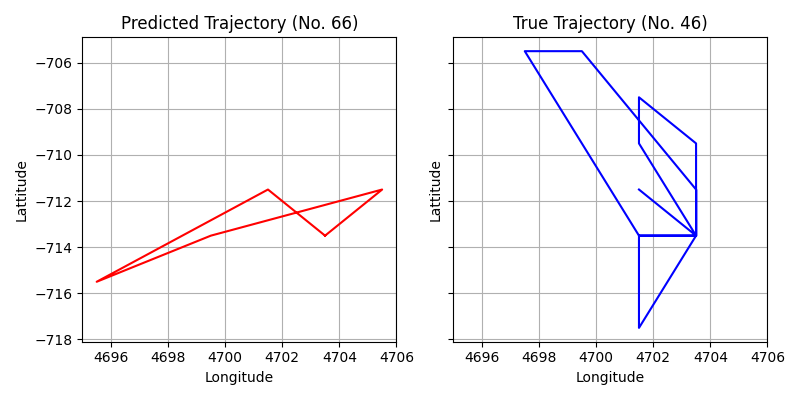 Predicted Trajectory (No. 66)
Lattitude
−706
−708
−710
−712
−714
−716
−718
4696 4698 4700 4702 4704 4706
Longitude
True Trajectory (No. 46)
Lattitude
4696 4698 4700 4702 4704 4706
Longitude